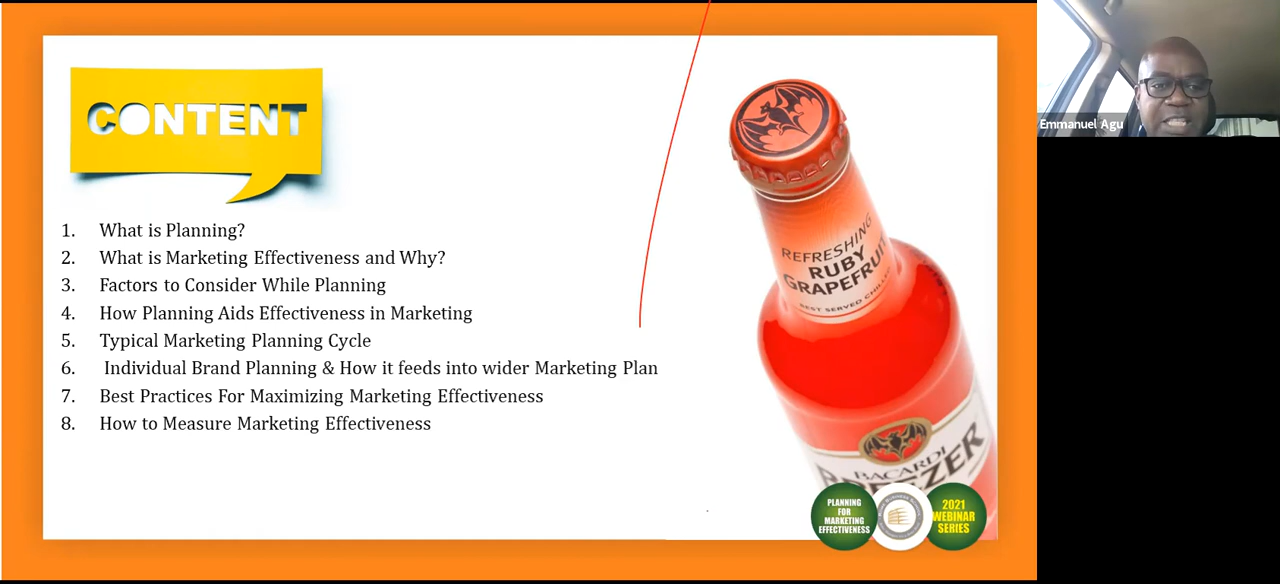 CONTENT
1. What is Planning?
2. What is Marketing Effectiveness and Why?
3. Factors to Consider While Planning
4. How Planning Aids Effectiveness in Marketing
5. Typical Marketing Planning Cycle
6. Individual Brand Planning & How it feeds into wider Marketing Plan
7. Best Practices For Maximizing Marketing Effectiveness
8. How to Measure Marketing Effectiveness
REFRESHING
RUBY
GRAPEFRUIT
BEST SERVED
BACARDI
PLANNING
FOR
MARKETING
EFFECTIVENESS
2021
WEBINAR
SERIES
Emmanuel Agu